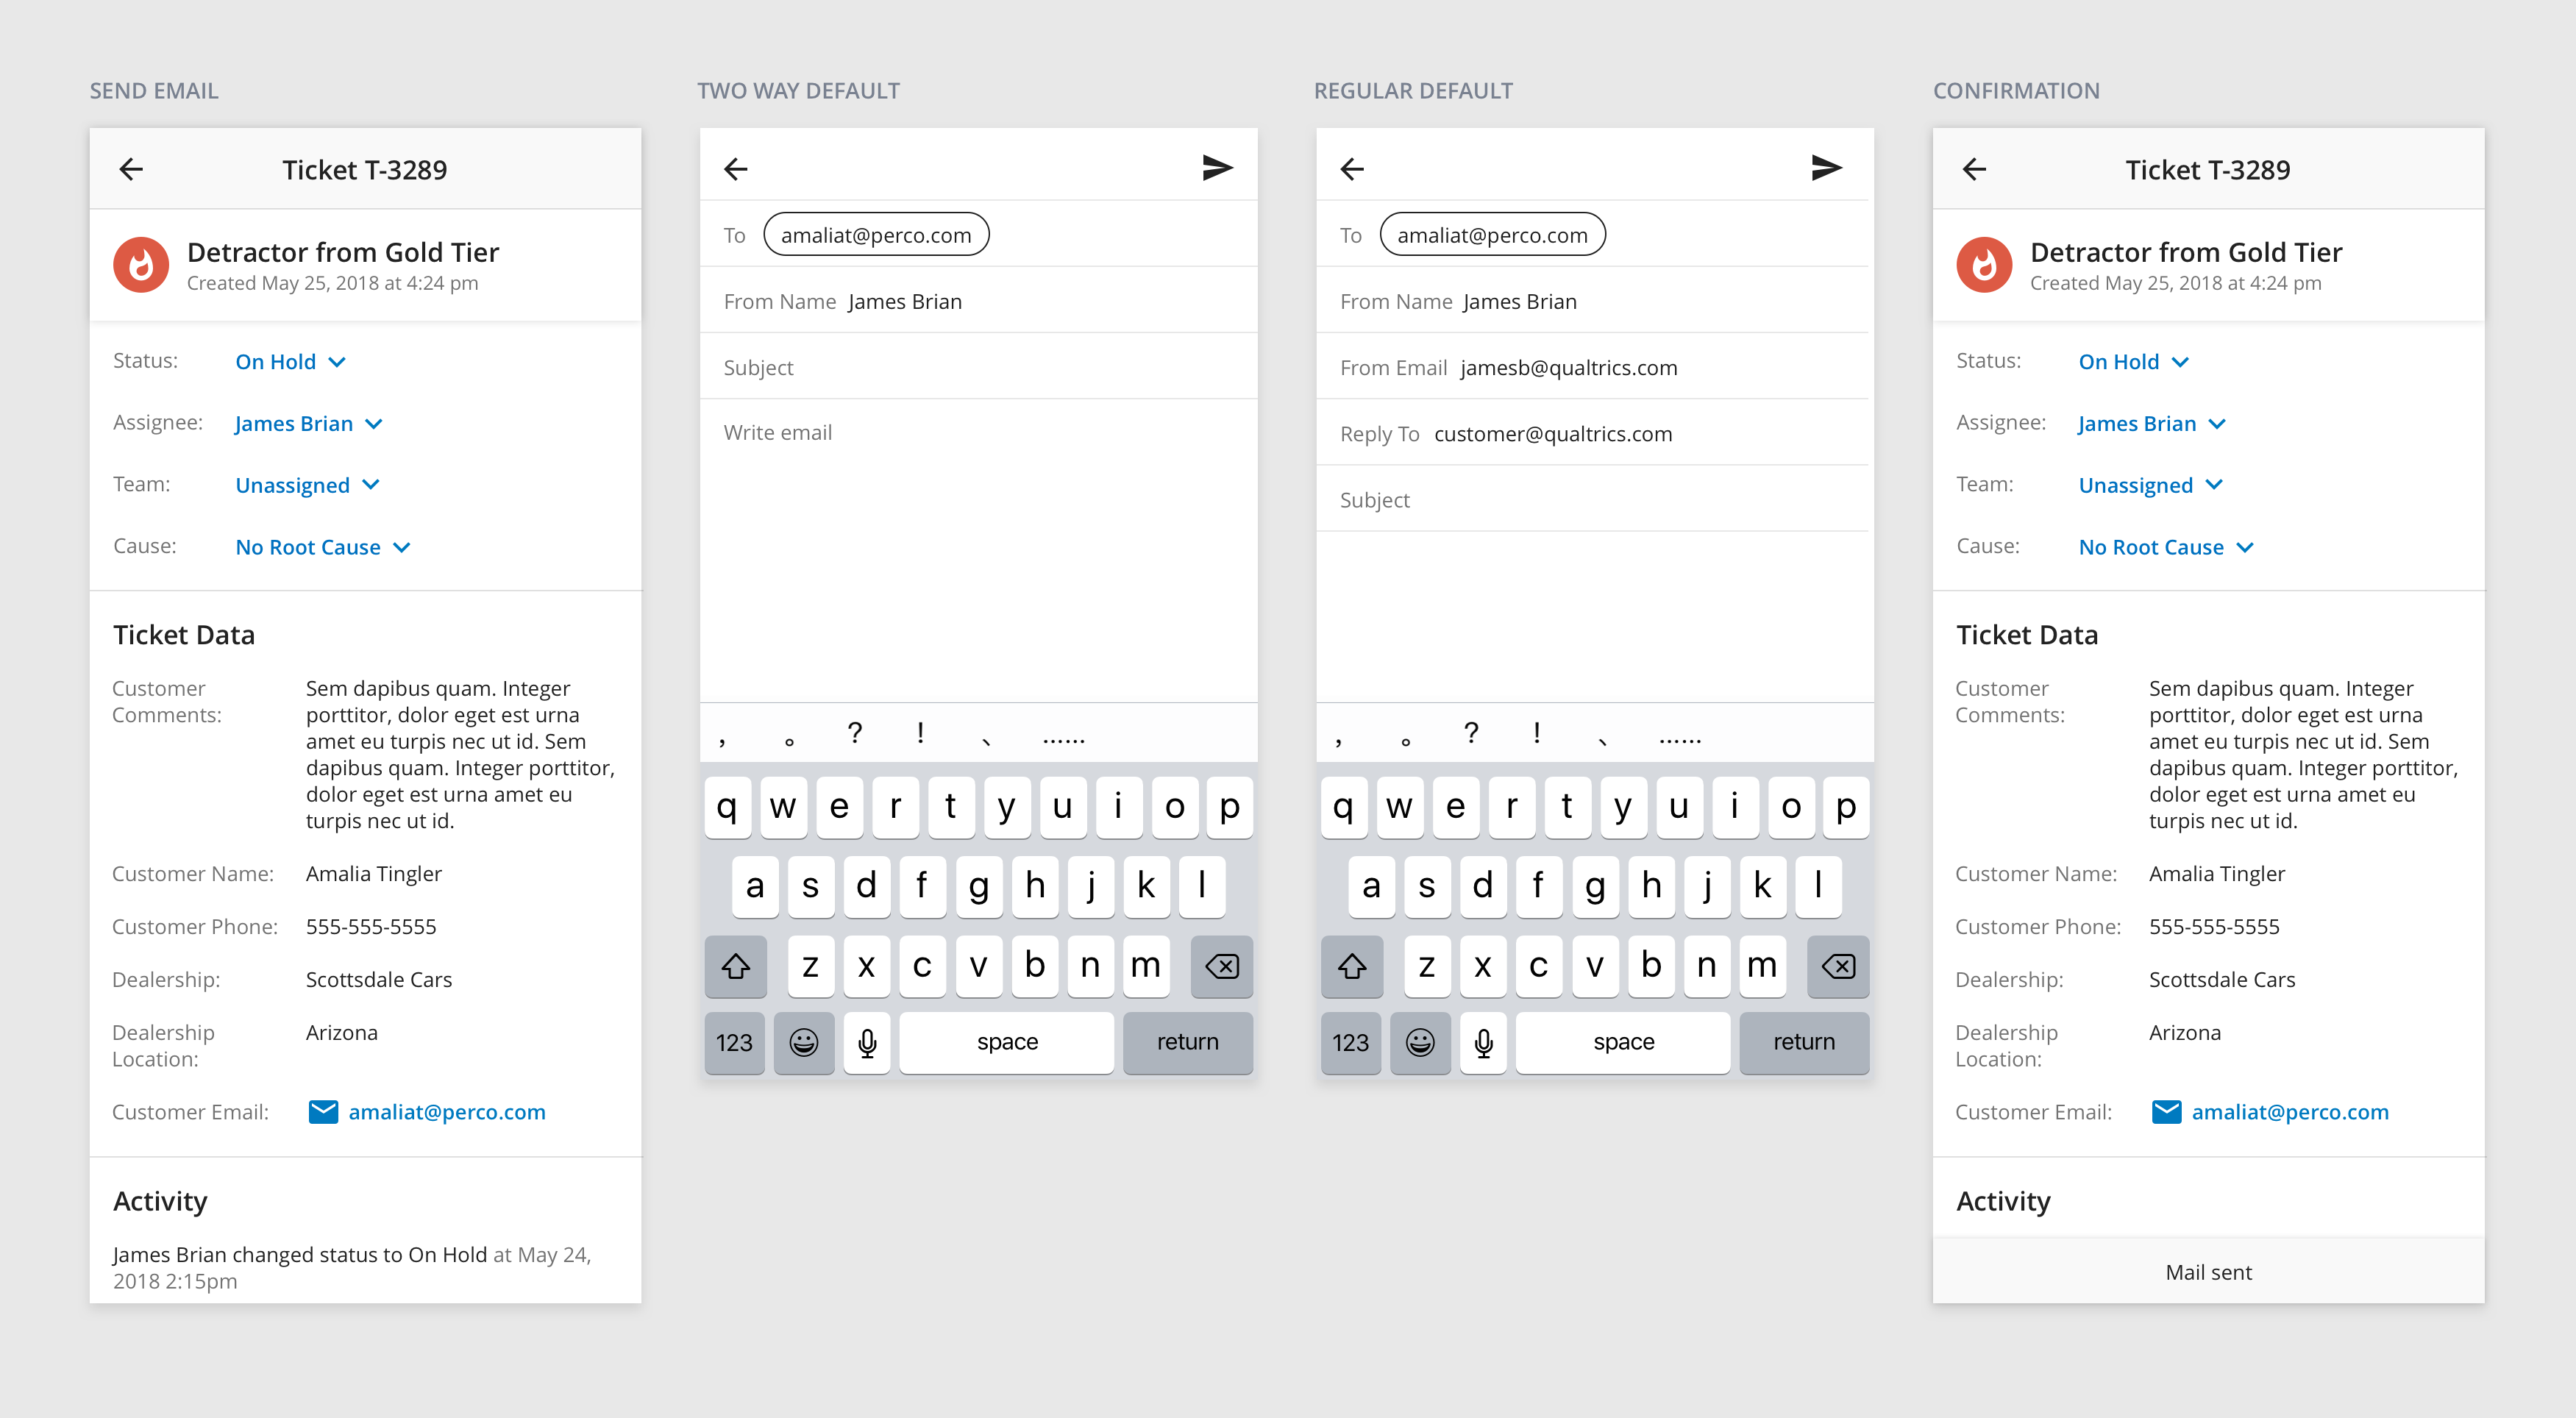 SEND EMAIL
Ticket T-3289
Detractor from Gold Tier
Created May 25, 2018 at 4:24 pm
Status: On Hold
Assignee: James Brian
Team: Unassigned
Cause: No Root Cause
Ticket Data
Customer Comments: Sem dapibus quam. Integer
porttitor, dolor eget est urna
amet eu turpis nec ut id. Sem
dapibus quam. Integer porttitor,
dolor eget est urna amet eu
turpis nec ut id.
Customer Name: Amalia Tingler
Customer Phone: 555-555-5555
Dealership: Scottsdale Cars
Dealership Location: Arizona
Customer Email: amaliat@perco.com
Activity
James Brian changed status to On Hold at May 24,
2018 2:15pm
TWO WAY DEFAULT
To amaliat@perco.com
From Name James Brian
Subject
Write email
, 。 ? ! 、 ......
q w e r t y u i o p
a s d f g h j k l
z x c v b n m
123 space return
REGULAR DEFAULT
To amaliat@perco.com
From Name James Brian
From Email jamesb@qualtrics.com
Reply To customer@qualtrics.com
Subject
, 。 ? ! 、 ......
q w e r t y u i o p
a s d f g h j k l
z x c v b n m
123 space return
CONFIRMATION
Ticket T-3289
Detractor from Gold Tier
Created May 25, 2018 at 4:24 pm
Status: On Hold
Assignee: James Brian
Team: Unassigned
Cause: No Root Cause
Ticket Data
Customer Comments: Sem dapibus quam. Integer
porttitor, dolor eget est urna
amet eu turpis nec ut id. Sem
dapibus quam. Integer porttitor,
dolor eget est urna amet eu
turpis nec ut id.
Customer Name: Amalia Tingler
Customer Phone: 555-555-5555
Dealership: Scottsdale Cars
Dealership Location: Arizona
Customer Email: amaliat@perco.com
Activity
Mail sent